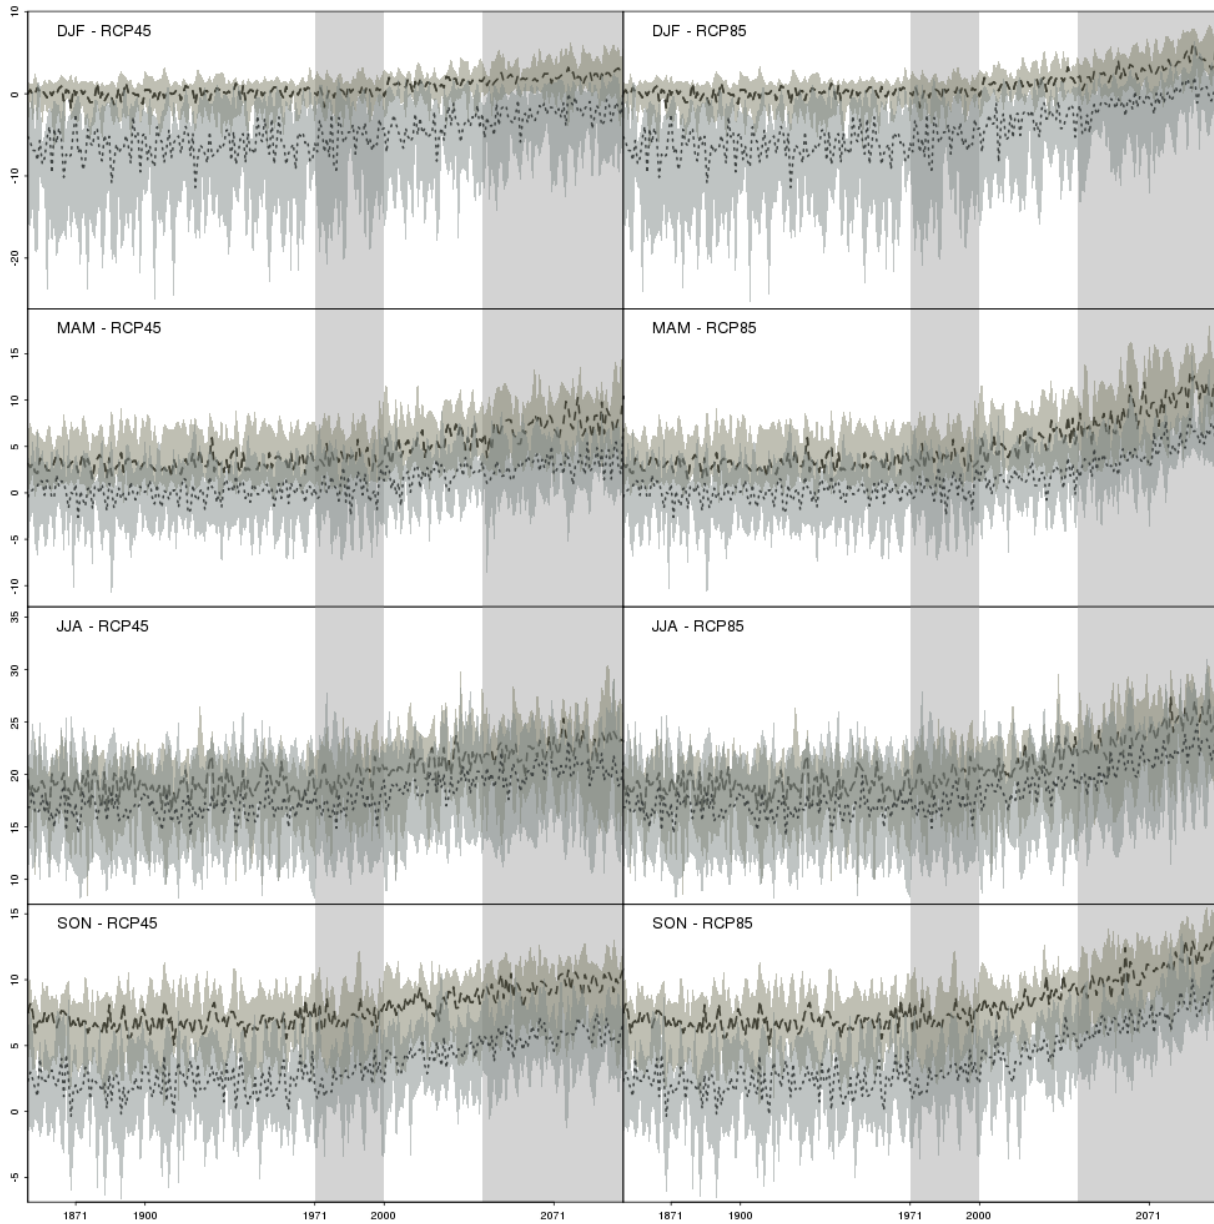 DJF - RCP45
DJF - RCP85
10
0
-10
-20
MAM - RCP45
MAM - RCP85
15
10
5
0
-5
-10
JJA - RCP45
JJA - RCP85
35
30
25
20
15
10
SON - RCP45
SON - RCP85
15
10
5
0
-5
1871 1900 1971 2000 2071 1871 1900 1971 2000 2071